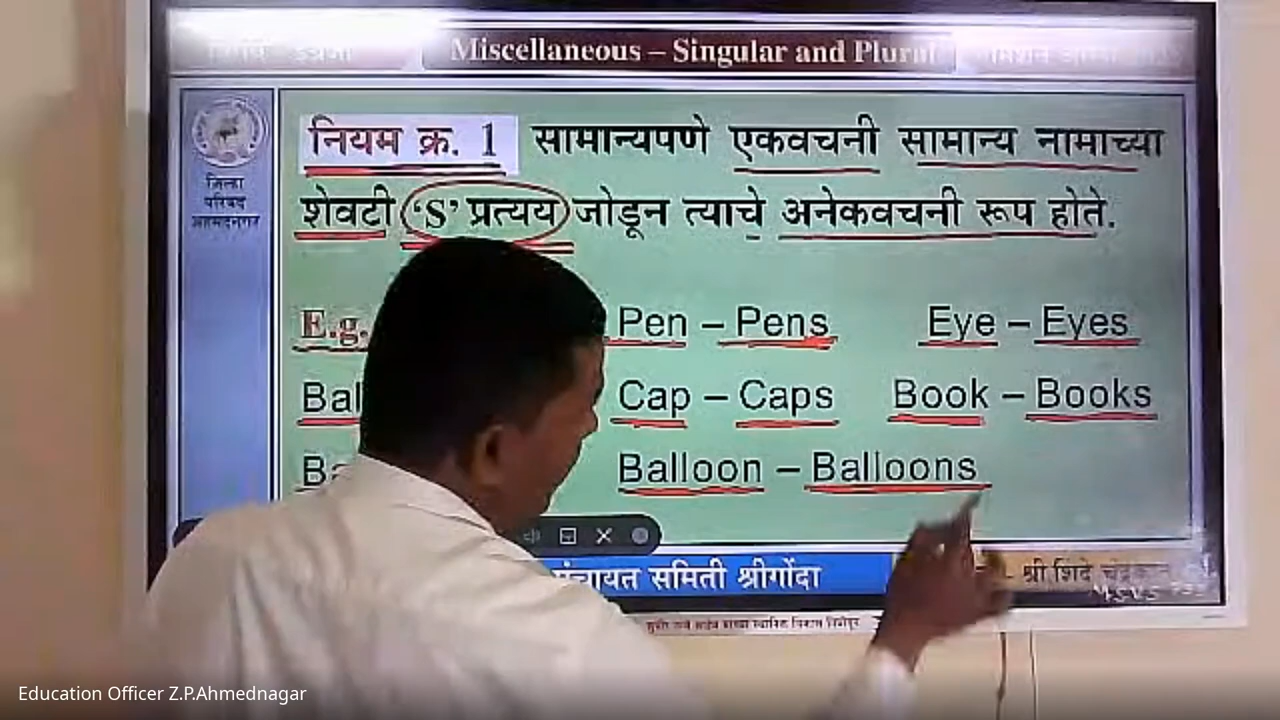 Miscellaneous – Singular and Plural
नियम क्र. 1 सामान्यपणे एकवचनी सामान्य नामाच्या
शेवटी ‘S’ प्रत्यय जोडून त्याचे अनेकवचनी रूप होते.
जिल्हा
परिषद
अहमदनगर
E.g. Pen – Pens Eye – Eyes
Cap – Caps Book – Books
Balloon – Balloons
पंचायत समिती श्रीगोंदा
श्री शिंदे
Education Officer Z.P.Ahmednagar